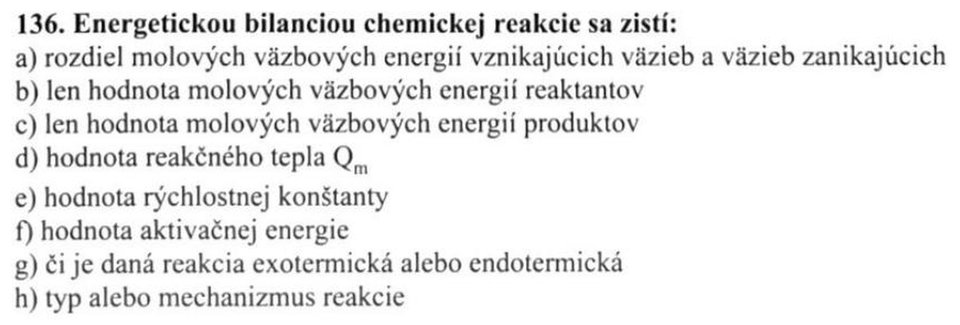 136. Energetickou bilanciou chemickej reakcie sa zistí:
a) rozdiel molových väzbových energií vznikajúcich väzieb a väzieb zanikajúcich
b) len hodnota molových väzbových energií reaktantov
c) len hodnota molových väzbových energií produktov
d) hodnota reakčného tepla Qm
e) hodnota rýchlostnej konštanty
f) hodnota aktivačnej energie
g) či je daná reakcia exotermická alebo endotermická
h) typ alebo mechanizmus reakcie